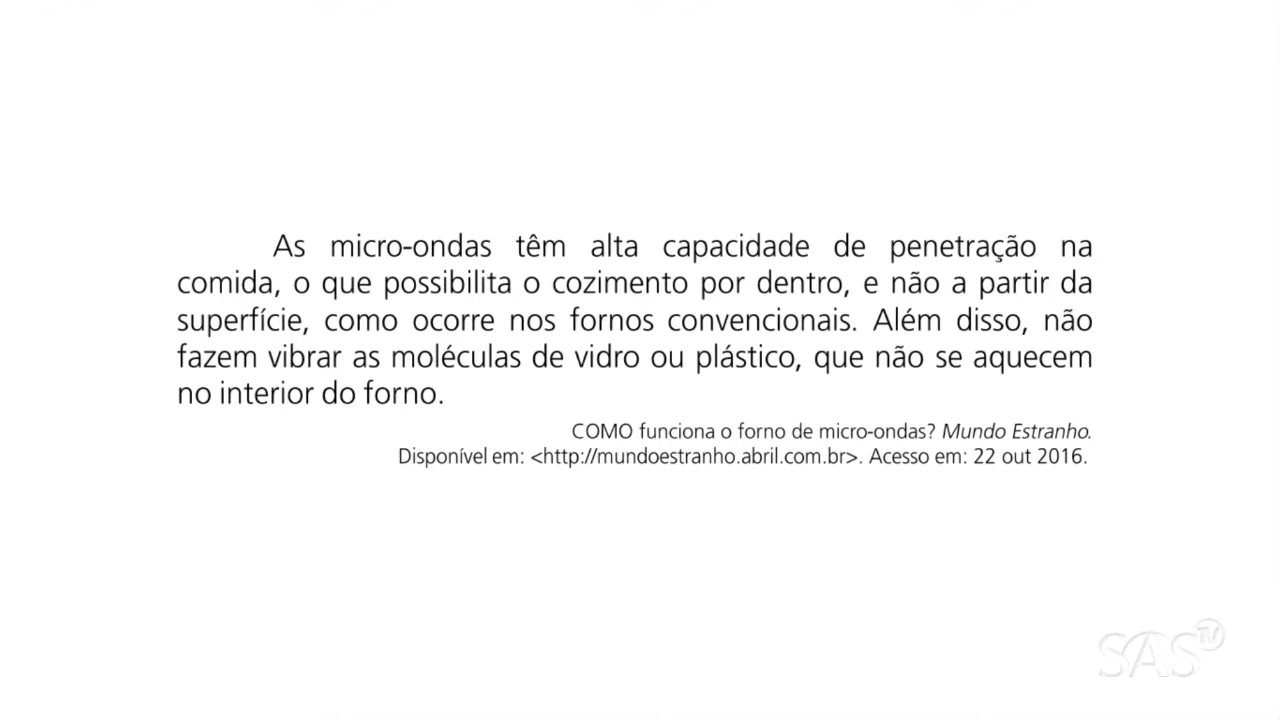 As micro-ondas têm alta capacidade de penetração na
comida, o que possibilita o cozimento por dentro, e não a partir da
superfície, como ocorre nos fornos convencionais. Além disso, não
fazem vibrar as moléculas de vidro ou plástico, que não se aquecem
no interior do forno.
COMO funciona o forno de micro-ondas? Mundo Estranho.
Disponível em: <http://mundoestranho.abril.com.br>. Acesso em: 22 out 2016.
SAS TV